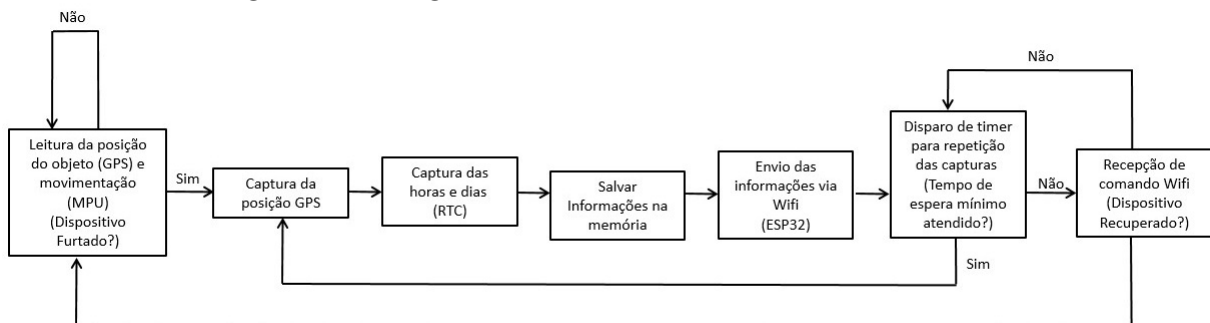 Não
Leitura da posição
do objeto (GPS) e
movimentação
(MPU)
(Dispositivo
Furtado?)
Sim
Captura da
posição GPS
Captura das
horas e dias
(RTC)
Salvar
Informações na
memória
Envio das
informações via
Wifi
(ESP32)
Disparo de timer
para repetição
das capturas
(Tempo de
espera mínimo
atendido?)
Não
Sim
Não
Recepção de
comando Wifi
(Dispositivo
Recuperado?)